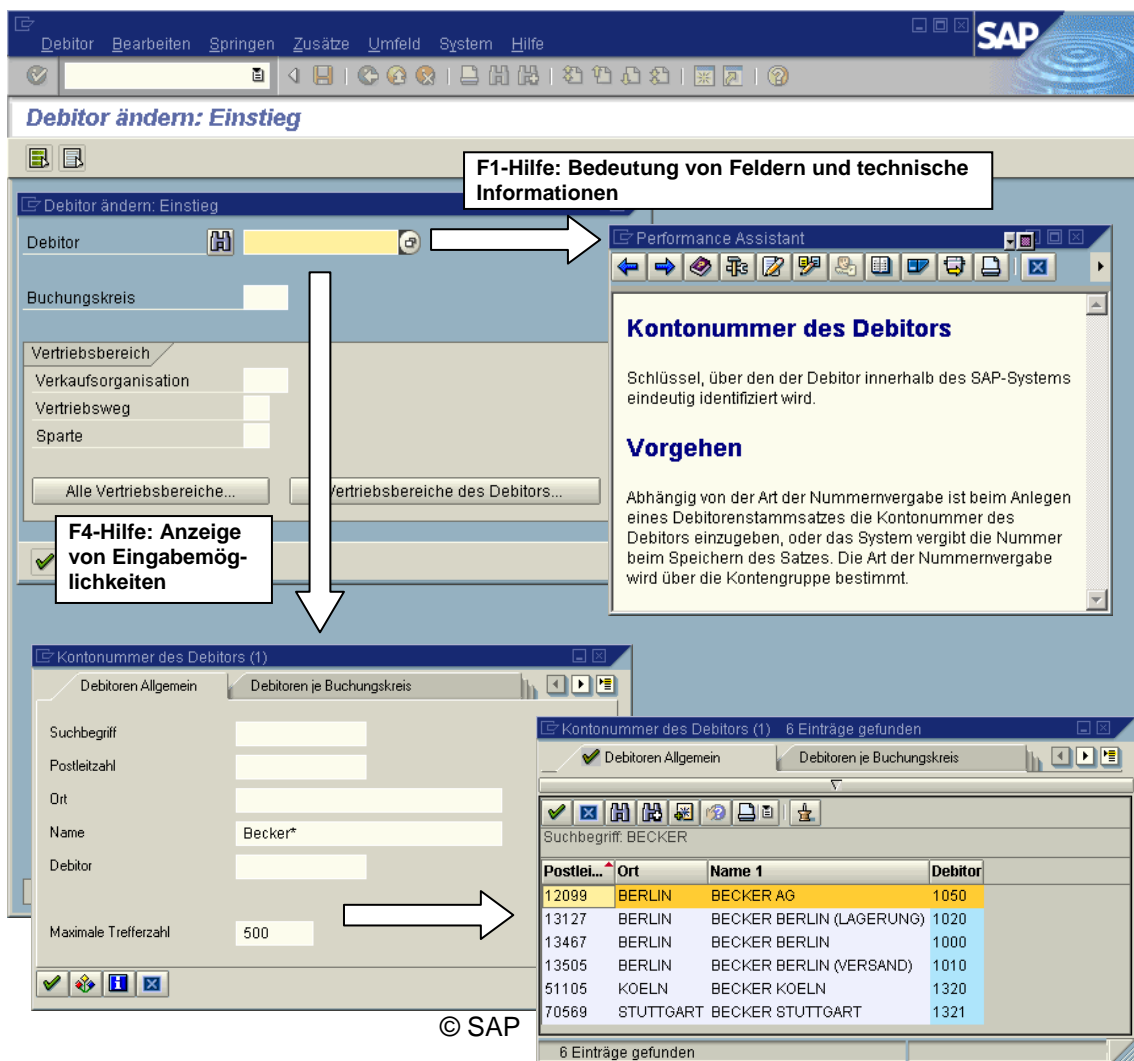 Debitor Bearbeiten Springen Zusätze Umfeld System Hilfe
SAP
Debitor ändern: Einstieg
F1-Hilfe: Bedeutung von Feldern und technische
Informationen
Debitor ändern: Einstieg
Debitor
Buchungskreis
Vertriebsbereich
Verkaufsorganisation
Vertriebsweg
Sparte
Alle Vertriebsbereiche...
Vertriebsbereiche des Debitors...
F4-Hilfe: Anzeige
von Eingabemög-
lichkeiten
Performance Assistant
Kontonummer des Debitors
Schlüssel, über den der Debitor innerhalb des SAP-Systems
eindeutig identifiziert wird.
Vorgehen
Abhängig von der Art der Nummernvergabe ist beim Anlegen
eines Debitorenstammsatzes die Kontonummer des
Debitors einzugeben, oder das System vergibt die Nummer
beim Speichern des Satzes. Die Art der Nummernvergabe
wird über die Kontengruppe bestimmt.
Kontonummer des Debitors (1)
Debitoren Allgemein Debitoren je Buchungskreis
Suchbegriff
Postleitzahl
Ort
Name Becker*
Debitor
Maximale Trefferzahl 500
© SAP
Kontonummer des Debitors (1) 6 Einträge gefunden
Debitoren Allgemein Debitoren je Buchungskreis
Suchbegriff: BECKER
Postlei... Ort Name 1 Debitor
12099 BERLIN BECKER AG 1050
13127 BERLIN BECKER BERLIN (LAGERUNG) 1020
13467 BERLIN BECKER BERLIN 1000
13505 BERLIN BECKER BERLIN (VERSAND) 1010
51105 KOELN BECKER KOELN 1320
70569 STUTTGART BECKER STUTTGART 1321
6 Einträge gefunden